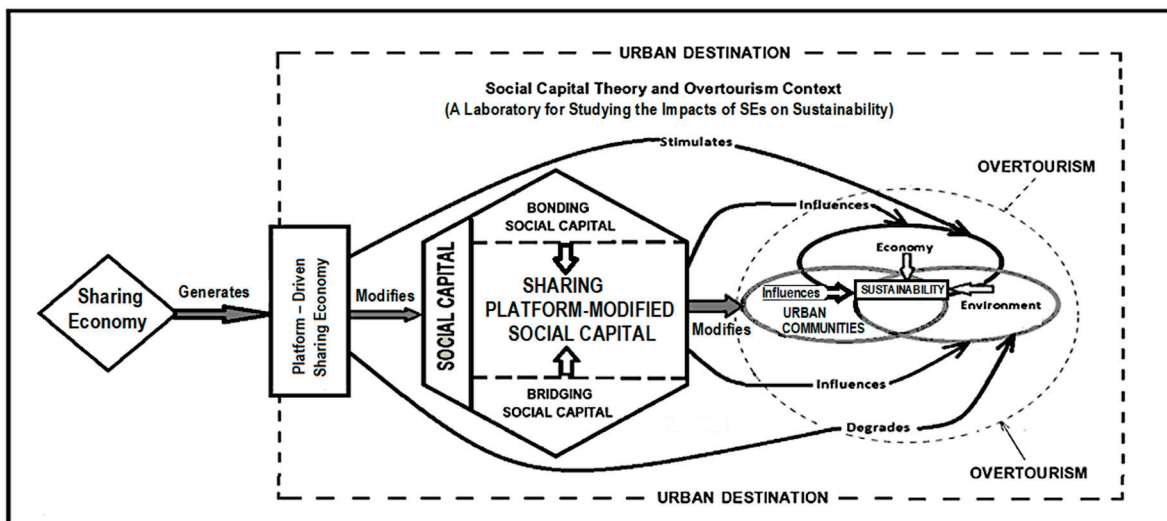 URBAN DESTINATION
Social Capital Theory and Overtourism Context
(A Laboratory for Studying the Impacts of SEs on Sustainability)
Stimulates
OVERTOURISM
Sharing
Economy
Generates
Platform – Driven
Sharing Economy
Modifies
SOCIAL CAPITAL
BONDING
SOCIAL CAPITAL
SHARING
PLATFORM-MODIFIED
SOCIAL CAPITAL
BRIDGING
SOCIAL CAPITAL
Influences
Modifies
Economy
Influences
SUSTAINABILITY
URBAN
COMMUNITIES
Environment
Influences
Degrades
OVERTOURISM
URBAN DESTINATION